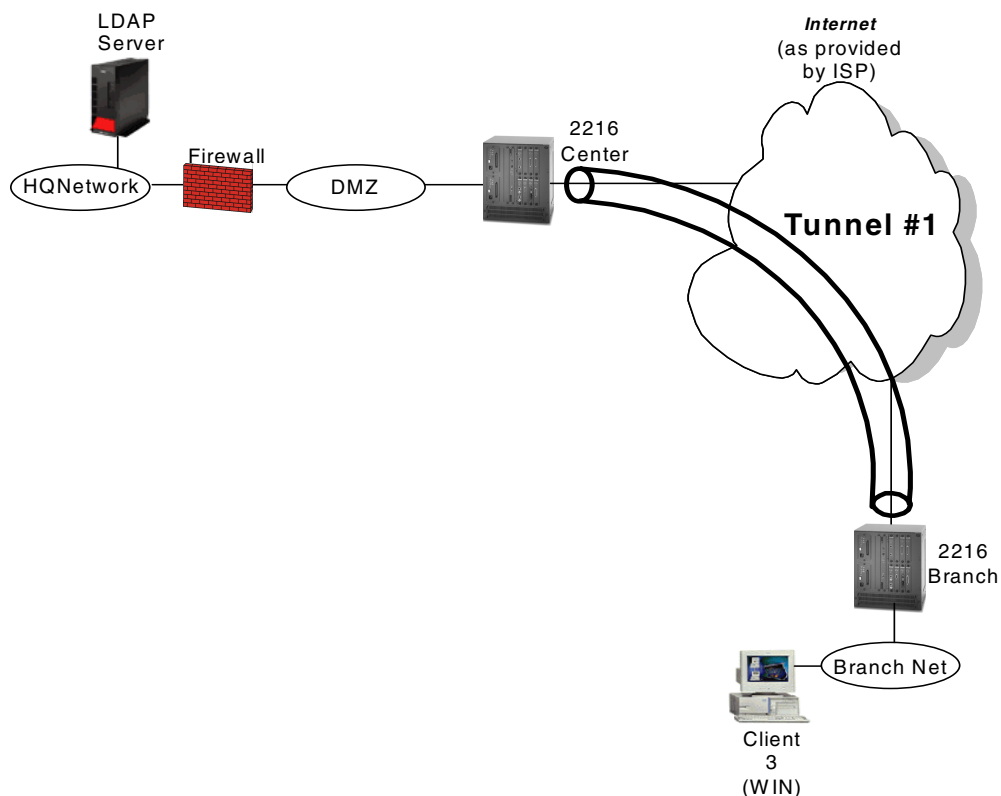 LDAP
Server
Internet
(as provided
by ISP)
2216
Center
Firewall
HQNetwork
DMZ
Tunnel #1
2216
Branch
Branch Net
Client
3
(WIN)